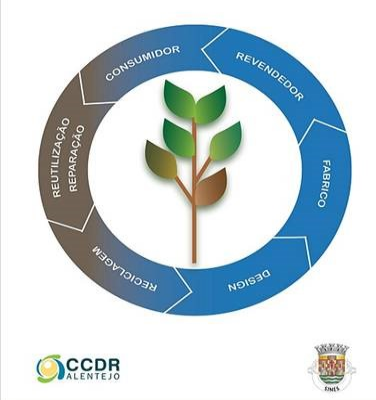 CONSUMIDOR
REVENDEDOR
FABRICO
DESIGN
RECICLAGEM
REUTILIZAÇÃO
REPARAÇÃO
CCDR
ALENTEJO
SINES